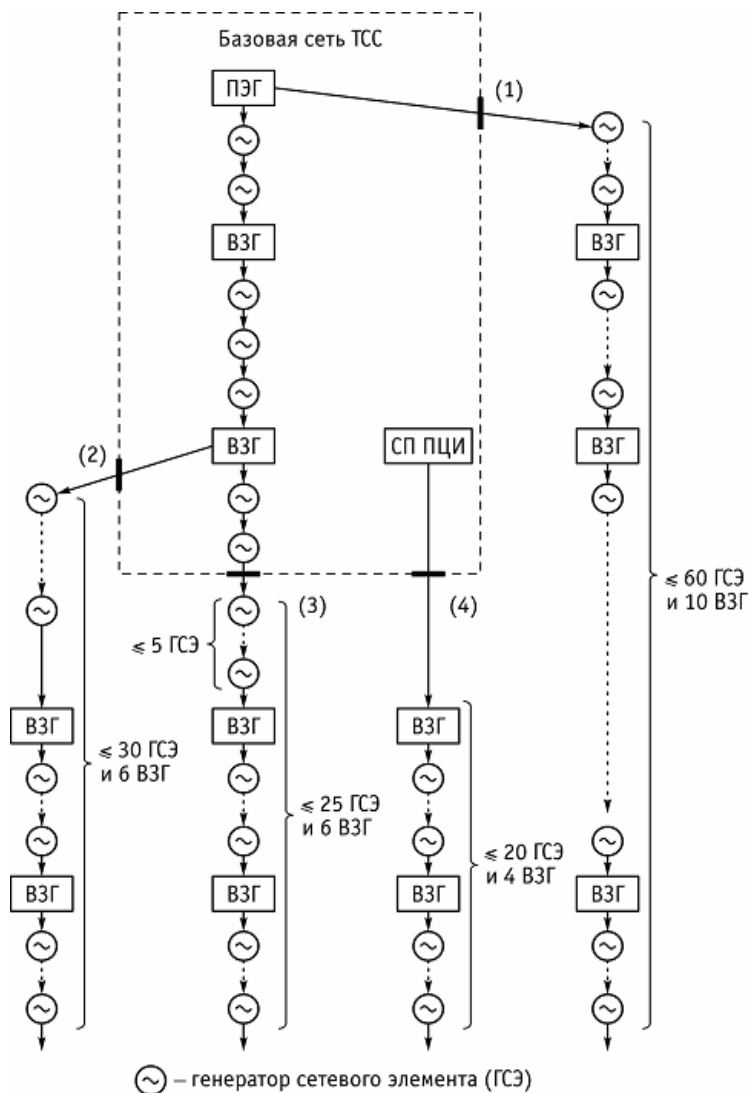 Базовая сеть ТСС
ПЭГ
(1)
ВЗГ
ВЗГ
(2)
ВЗГ
СП ПЦИ
ВЗГ
(3)
(4)
⩽ 5 ГСЭ
⩽ 60 ГСЭ
и 10 ВЗГ
ВЗГ
ВЗГ
ВЗГ
⩽ 30 ГСЭ
и 6 ВЗГ
⩽ 25 ГСЭ
и 6 ВЗГ
⩽ 20 ГСЭ
и 4 ВЗГ
ВЗГ
ВЗГ
ВЗГ
ВЗГ
– генератор сетевого элемента (ГСЭ)